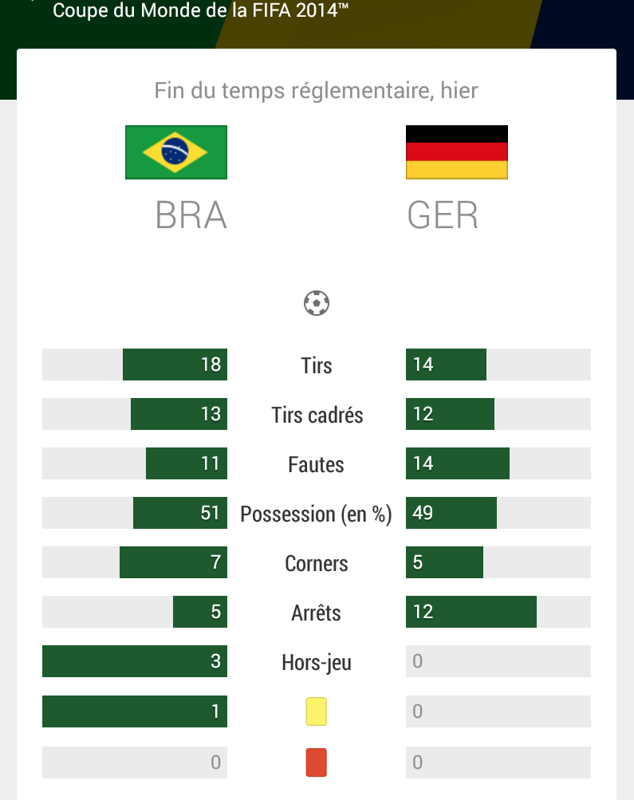 Coupe du Monde de la FIFA 2014™
Fin du temps réglementaire, hier
BRA GER
18 Tirs 14
13 Tirs cadrés 12
11 Fautes 14
51 Possession (en %) 49
7 Corners 5
5 Arrêts 12
3 Hors-jeu 0
1 0
0 0